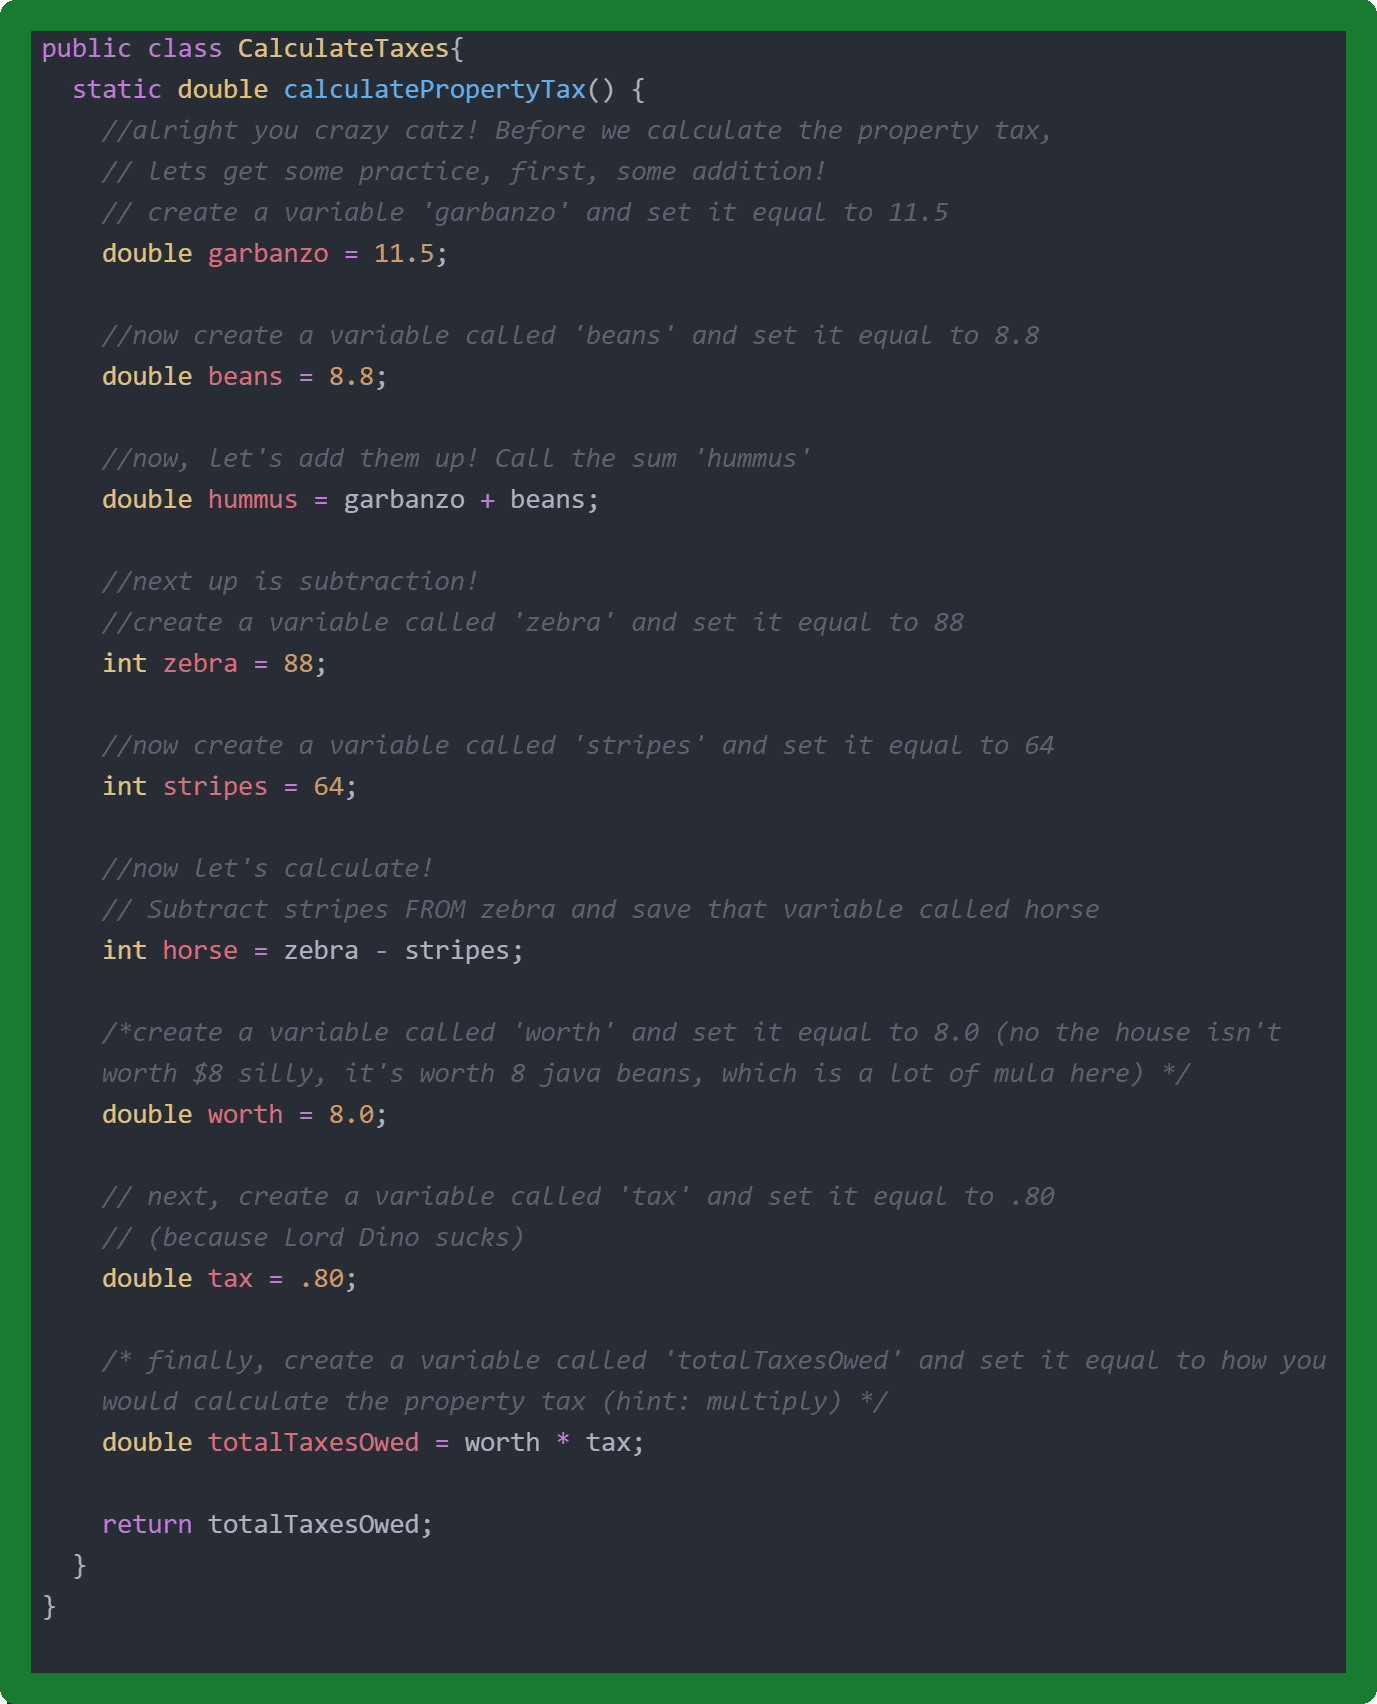 public class CalculateTaxes{
  static double calculatePropertyTax() {
    //alright you crazy catz! Before we calculate the property tax,
    // lets get some practice, first, some addition!
    // create a variable 'garbanzo' and set it equal to 11.5
    double garbanzo = 11.5;

    //now create a variable called 'beans' and set it equal to 8.8
    double beans = 8.8;

    //now, let's add them up! Call the sum 'hummus'
    double hummus = garbanzo + beans;

    //next up is subtraction!
    //create a variable called 'zebra' and set it equal to 88
    int zebra = 88;

    //now create a variable called 'stripes' and set it equal to 64
    int stripes = 64;

    //now let's calculate!
    // Subtract stripes FROM zebra and save that variable called horse
    int horse = zebra - stripes;

    /*create a variable called 'worth' and set it equal to 8.0 (no the house isn't
    worth $8 silly, it's worth 8 java beans, which is a lot of mula here) */
    double worth = 8.0;

    // next, create a variable called 'tax' and set it equal to .80
    // (because Lord Dino sucks)
    double tax = .80;

    /* finally, create a variable called 'totalTaxesOwed' and set it equal to how you
    would calculate the property tax (hint: multiply) */
    double totalTaxesOwed = worth * tax;

    return totalTaxesOwed;
  }
}